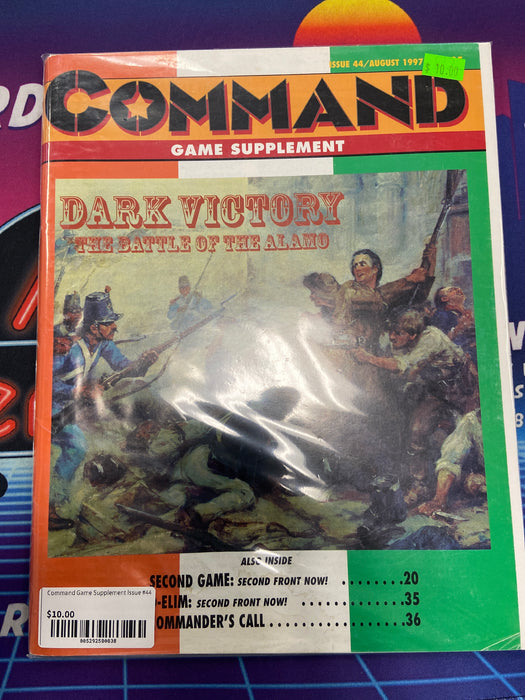 ISSUE 44/AUGUST 1997
$ 10.00
COMMAND
GAME SUPPLEMENT
DARK VICTORY
THE BATTLE OF THE ALAMO
ALSO INSIDE
SECOND GAME: SECOND FRONT NOW! ........20
-ELIM: SECOND FRONT NOW! .............35
OMMANDER'S CALL.................36
Command Game Supplement Issue #44
$10.00
005292500038